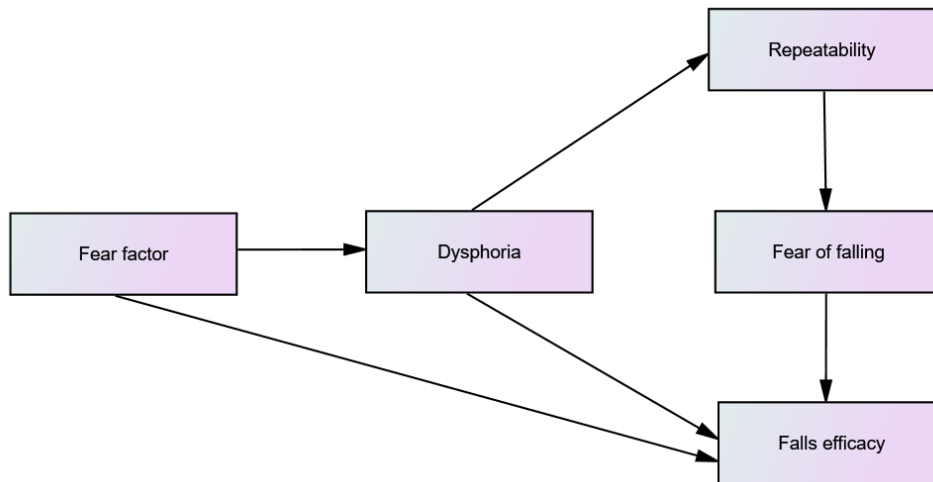 Repeatability
Fear factor
Dysphoria
Fear of falling
Falls efficacy